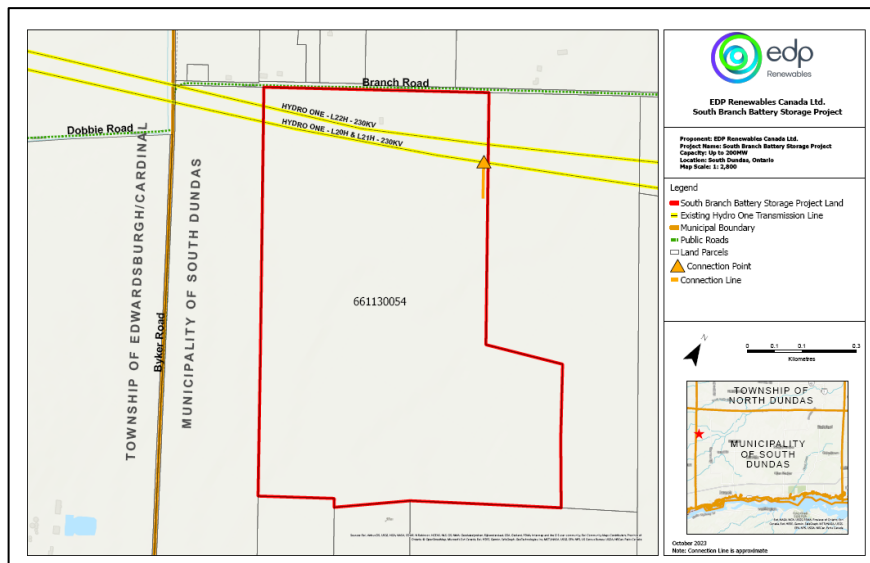 Branch Road
HYDRO ONE - L22H - 230KV
HYDRO ONE - L20H & L21H - 230KV
Dobbie Road
TOWNSHIP OF EDWARDSBURGH/CARDINAL
Byker Road
MUNICIPALITY OF SOUTH DUNDAS
661130054
edp
Renewables
EDP Renewables Canada Ltd.
South Branch Battery Storage Project
Proponent: EDP Renewables Canada Ltd.
Project Name: South Branch Battery Storage Project
Capacity: Up to 200MW
Location: South Dundas, Ontario
Map Scale: 1: 2,800
Legend
South Branch Battery Storage Project Land
Existing Hydro One Transmission Line
Municipal Boundary
Public Roads
Land Parcels
Connection Point
Connection Line
N
0 0.1 0.1 0.3
Kilometres
TOWNSHIP OF
NORTH DUNDAS
MUNICIPALITY
OF SOUTH
DUNDAS
October 2023
Note: Connection Line is approximate